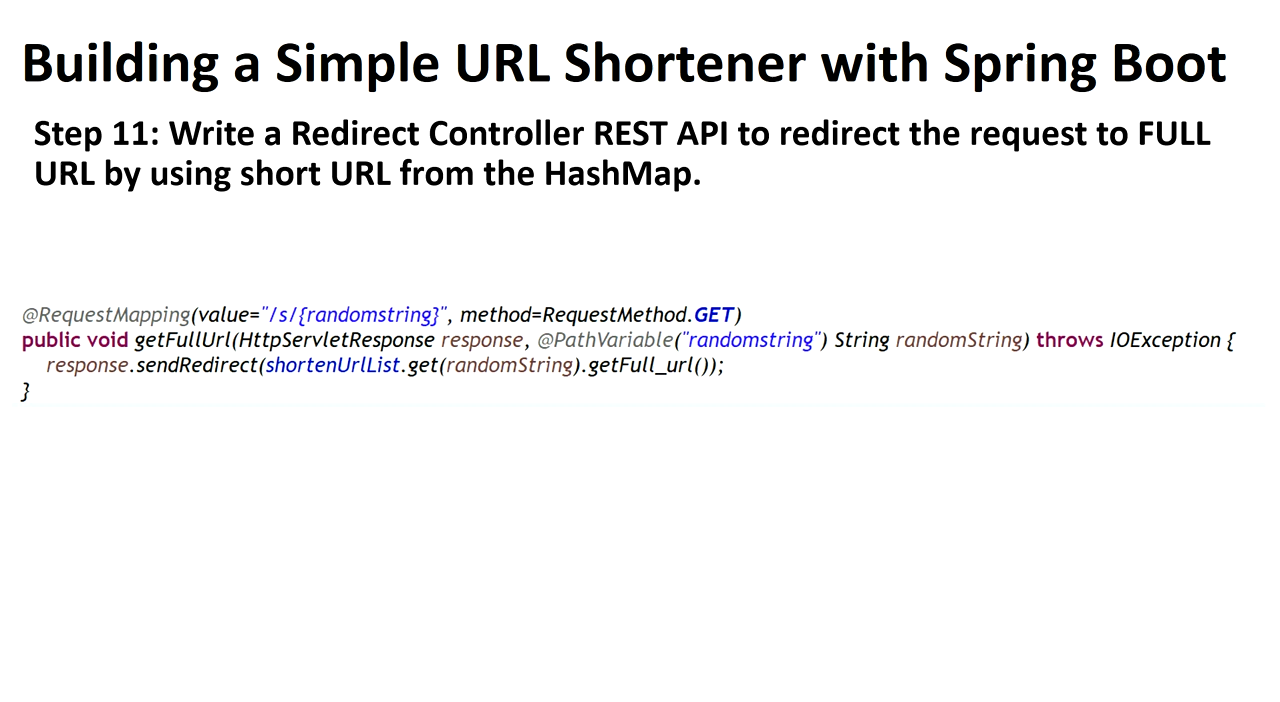 Building a Simple URL Shortener with Spring Boot
Step 11: Write a Redirect Controller REST API to redirect the request to FULL
URL by using short URL from the HashMap.
@RequestMapping(value="/s/{randomstring}", method=RequestMethod.GET)
public void getFullUrl(HttpServletResponse response, @PathVariable("randomstring") String randomString) throws IOException {
response.sendRedirect(shortenUrlList.get(randomString).getFull_url());
}